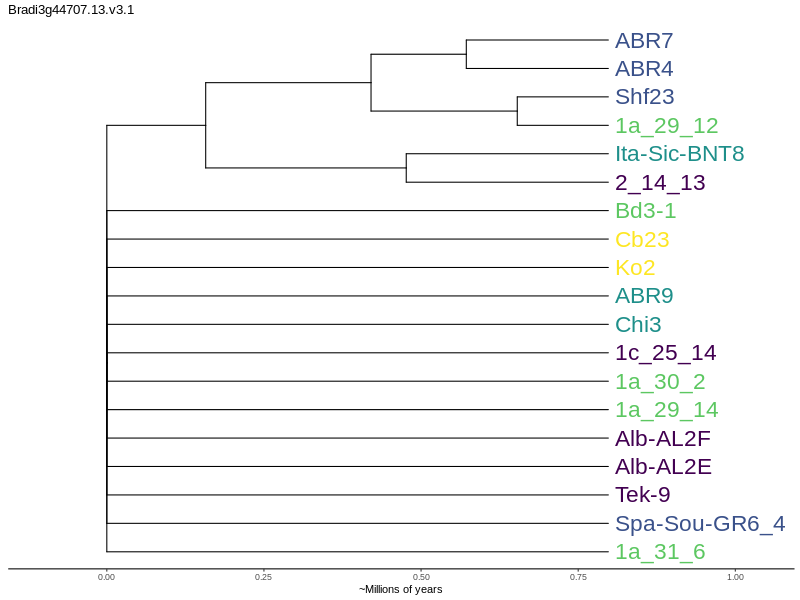 Bradi3g44707.13.v3.1
ABR7
ABR4
Shf23
1a_29_12
Ita-Sic-BNT8
2_14_13
Bd3-1
Cb23
Ko2
ABR9
Chi3
1c_25_14
1a_30_2
1a_29_14
Alb-AL2F
Alb-AL2E
Tek-9
Spa-Sou-GR6_4
1a_31_6
0.00 0.25 0.50 0.75 1.00
~Millions of years